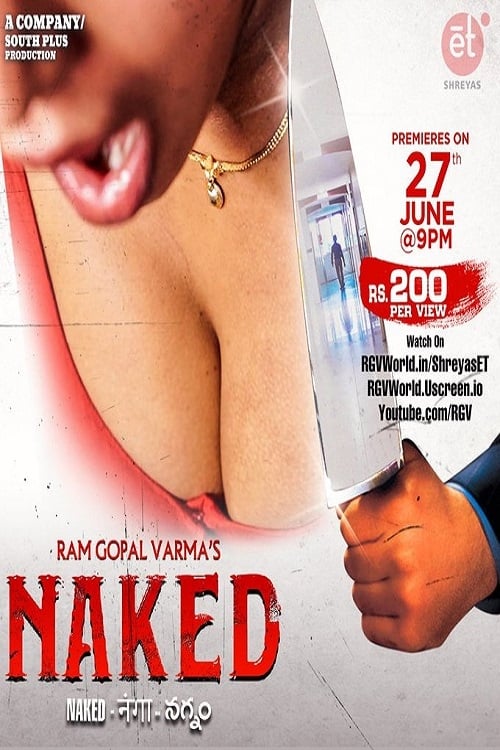 A COMPANY/
SOUTH PLUS
PRODUCTION
ēt
SHREYAS
PREMIERES ON
27th
JUNE
@9PM
RS. 200
PER VIEW
Watch On
RGVWorld.in/ShreyasET
RGVWorld.Uscreen.io
Youtube.com/RGV
RAM GOPAL VARMA'S
NAKED
NAKED - नंगा - నగ్నం